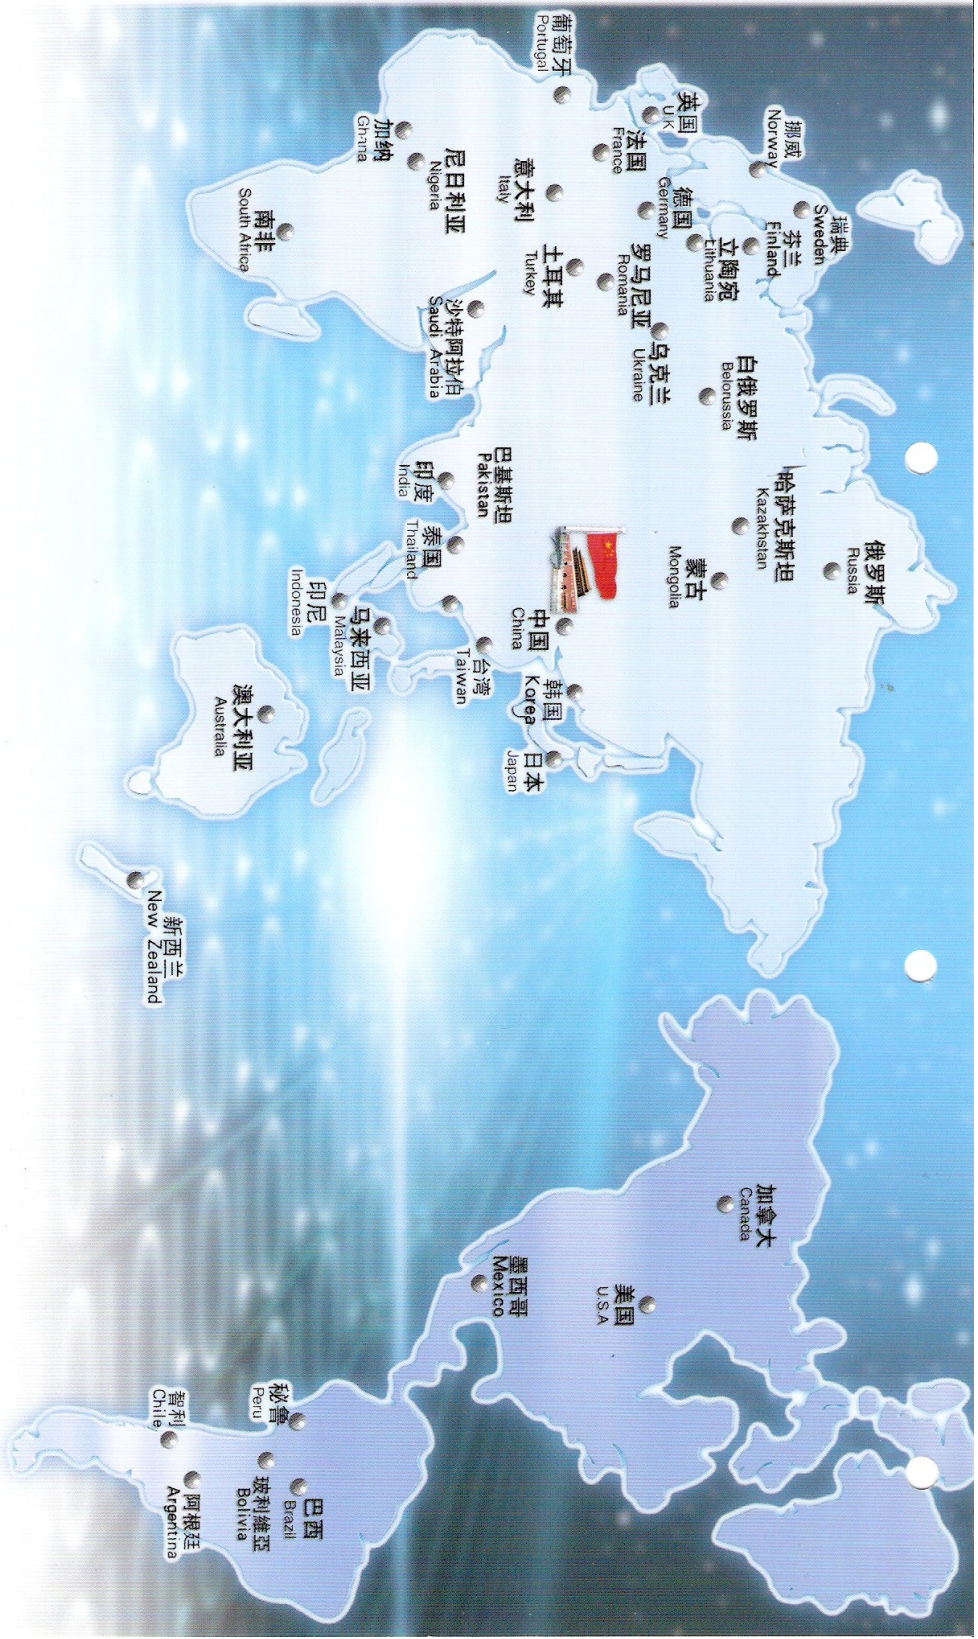 葡萄牙
Portugal
英国
U.K
挪威
Norway
瑞典
Sweden
芬兰
Finland
法国
France
德国
Germany
立陶宛
Lithuania
意大利
Italy
土耳其
Turkey
罗马尼亚
Romania
乌克兰
Ukraine
白俄罗斯
Belorussia
加纳
Ghana
尼日利亚
Nigeria
南非
South Africa
沙特阿拉伯
Saudi Arabia
哈萨克斯坦
Kazakhstan
俄罗斯
Russia
蒙古
Mongolia
巴基斯坦
Pakistan
印度
India
泰国
Thailand
中国
China
韩国
Korea
日本
Japan
台湾
Taiwan
马来西亚
Malaysia
印尼
Indonesia
澳大利亚
Australia
新西兰
New Zealand
加拿大
Canada
美国
U.S.A
墨西哥
Mexico
秘鲁
Peru
巴西
Brazil
玻利維亞
Bolivia
智利
Chile
阿根廷
Argentina